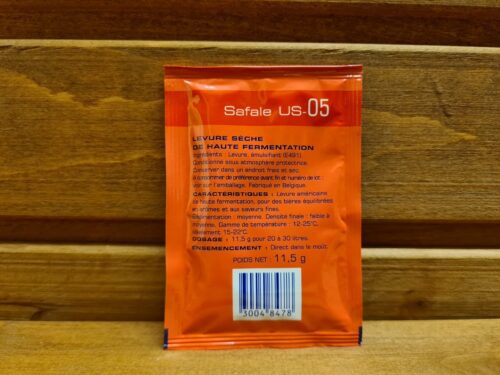 Safale US-05
LEVURE SÈCHE
DE HAUTE FERMENTATION
Ingrédients : Levure, émulsifiant (E491)
Conditionné sous atmosphère protectrice.
Conserver dans un endroit frais et sec.
A consommer de préférence avant fin et numéro de lot :
voir sur l'emballage. Fabriqué en Belgique.
CARACTERISTIQUES : Levure américaine
de haute fermentation, pour des bières équilibrées
en arômes et aux saveurs fines.
Sédimentation : moyenne. Densité finale : faible à
moyenne. Gamme de température : 12-25°C,
idéalement 15-22°C.
DOSAGE : 11,5 g pour 20 à 30 litres.
ENSEMENCEMENT : Direct dans le moût.
POIDS NET : 11,5 g
3004 8478